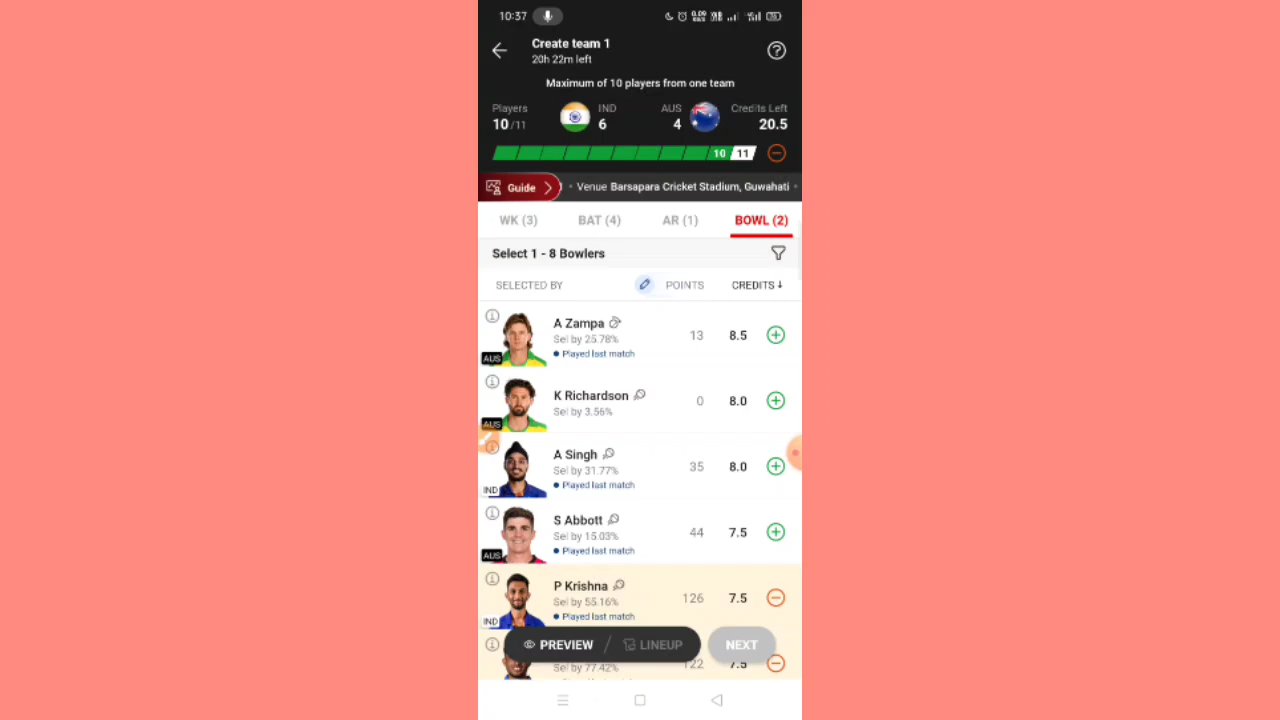 10:37
Create team 1
20h 22m left
Maximum of 10 players from one team
Players IND AUS Credits Left
10/11 6 4 20.5
10 11
Guide • Venue Barsapara Cricket Stadium, Guwahati •
WK (3) BAT (4) AR (1) BOWL (2)
Select 1 - 8 Bowlers
SELECTED BY POINTS CREDITS ↓
A Zampa
Sel by 25.78%
• Played last match
13 8.5
AUS
K Richardson
Sel by 3.56%
0 8.0
AUS
A Singh
Sel by 31.77%
• Played last match
35 8.0
IND
S Abbott
Sel by 15.03%
• Played last match
44 7.5
AUS
P Krishna
Sel by 55.16%
• Played last match
126 7.5
IND
PREVIEW / LINEUP NEXT
Sel by 77.42%
122 7.5